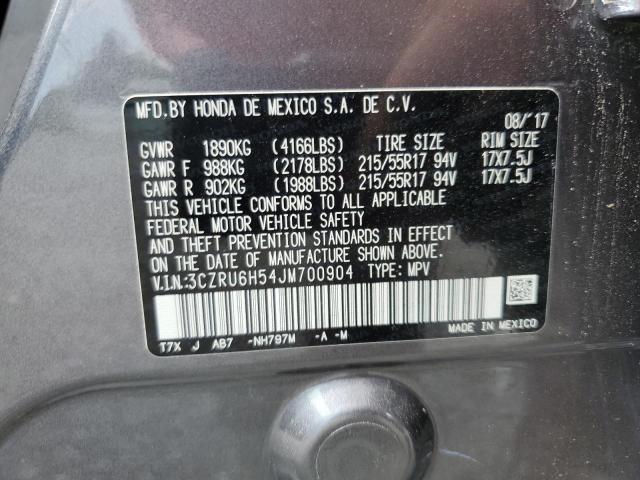 MFD.BY HONDA DE MEXICO S.A. DE C.V.
08/'17
GVWR 1890KG (4166LBS) TIRE SIZE RIM SIZE
GAWR F 988KG (2178LBS) 215/55R17 94V 17X7.5J
GAWR R 902KG (1988LBS) 215/55R17 94V 17X7.5J
THIS VEHICLE CONFORMS TO ALL APPLICABLE
FEDERAL MOTOR VEHICLE SAFETY
AND THEFT PREVENTION STANDARDS IN EFFECT
ON THE DATE OF MANUFACTURE SHOWN ABOVE.
V.I.N.:3CZRU6H54JM700904 TYPE: MPV
T7X J AB7 -NH797M -A -M MADE IN MEXICO